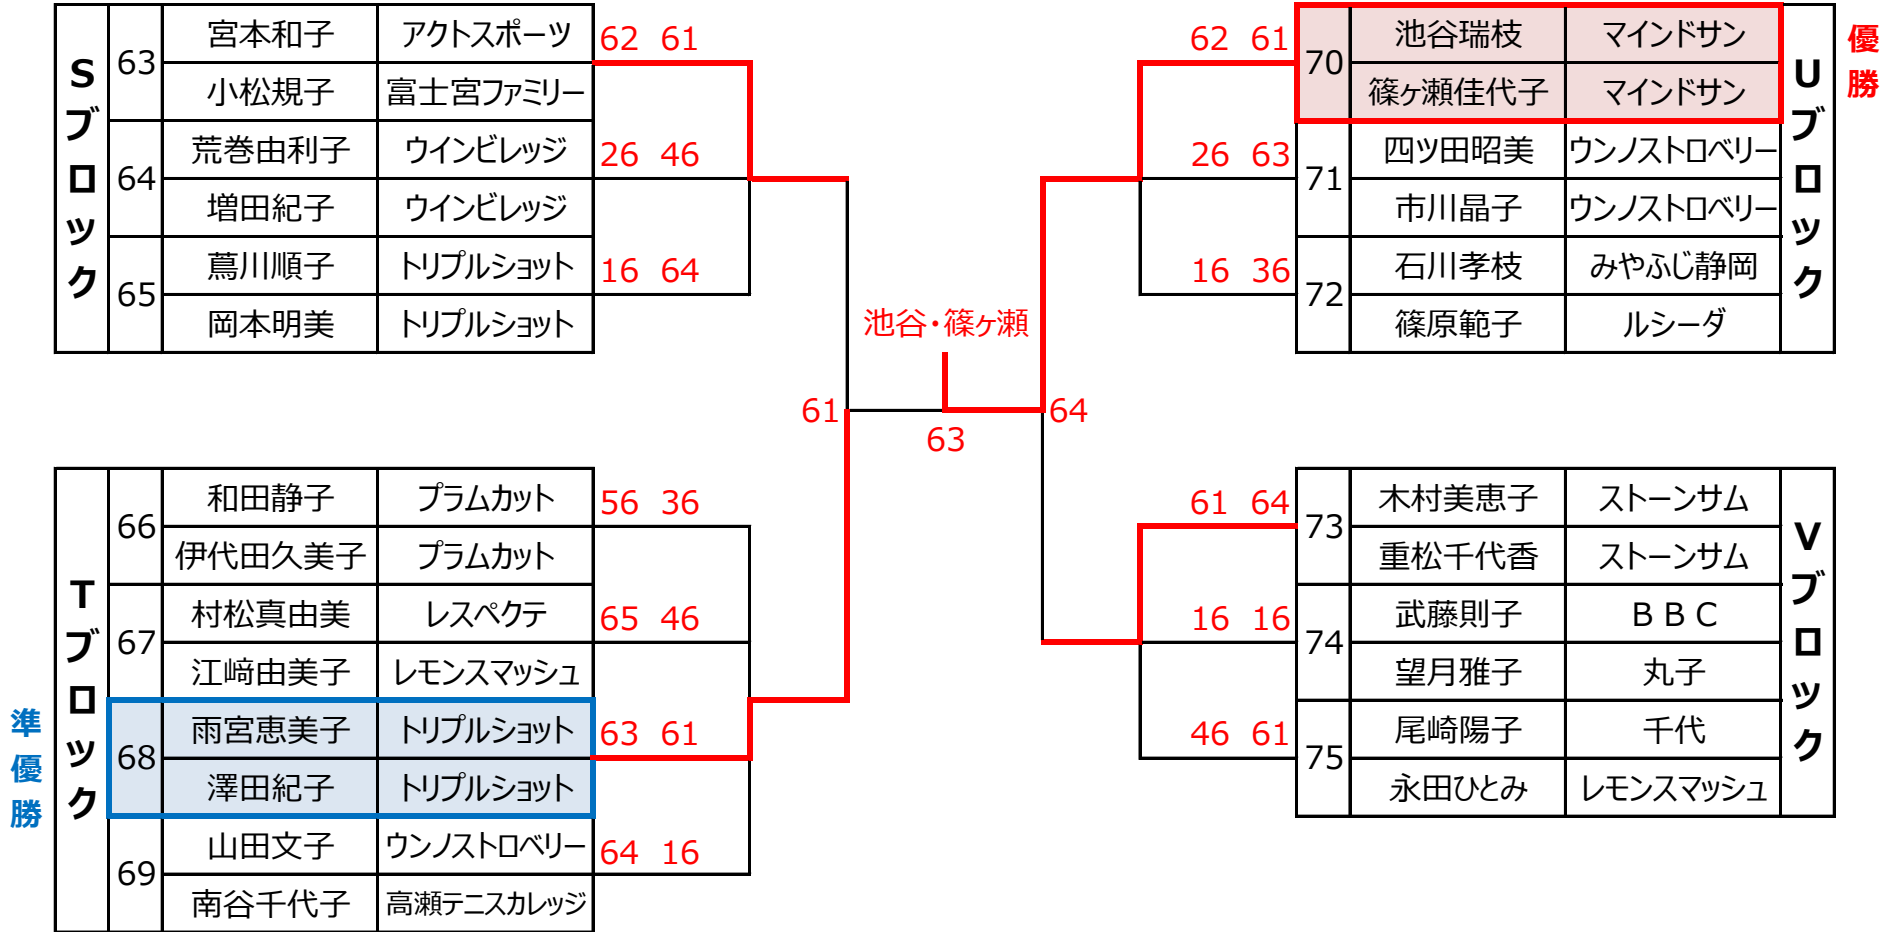 Sブロック
63 宮本和子 アクトスポーツ 62 61
小松規子 富士宮ファミリー
64 荒巻由利子 ウインビレッジ 26 46
増田紀子 ウインビレッジ
65 蔦川順子 トリプルショット 16 64
岡本明美 トリプルショット
Tブロック
66 和田静子 プラムカット 56 36
伊代田久美子 プラムカット
67 村松真由美 レスペクテ 65 46
江﨑由美子 レモンスマッシュ
準優勝
68 雨宮恵美子 トリプルショット 63 61
澤田紀子 トリプルショット
69 山田文子 ウンノストロベリー 64 16
南谷千代子 高瀬テニスカレッジ
池谷・篠ヶ瀬
61
63
64
Uブロック
優勝
62 61 70 池谷瑞枝 マインドサン
篠ヶ瀬佳代子 マインドサン
26 63 71 四ツ田昭美 ウンノストロベリー
市川晶子 ウンノストロベリー
16 36 72 石川孝枝 みやふじ静岡
篠原範子 ルシーダ
Vブロック
61 64 73 木村美恵子 ストーンサム
重松千代香 ストーンサム
16 16 74 武藤則子 BBC
望月雅子 丸子
46 61 75 尾崎陽子 千代
永田ひとみ レモンスマッシュ